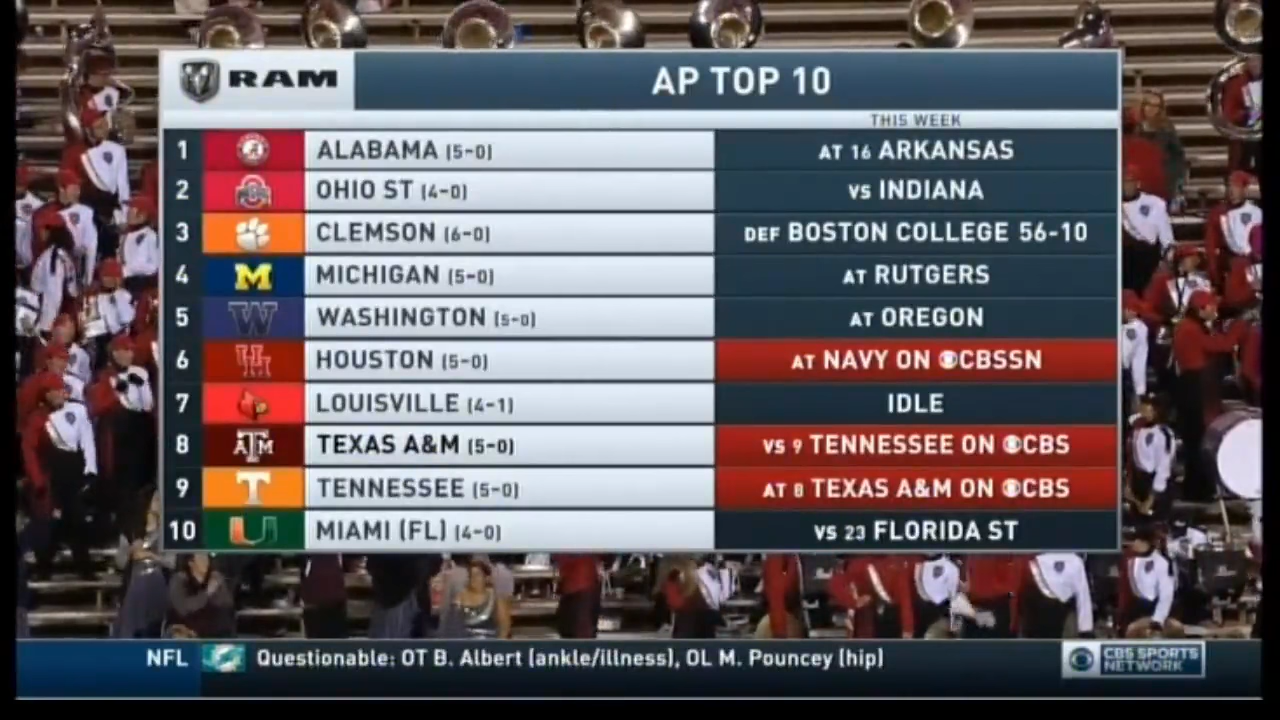 RAM AP TOP 10
THIS WEEK
1 ALABAMA (5-0) AT 16 ARKANSAS
2 OHIO ST (4-0) VS INDIANA
3 CLEMSON (6-0) DEF BOSTON COLLEGE 56-10
4 M MICHIGAN (5-0) AT RUTGERS
5 W WASHINGTON (5-0) AT OREGON
6 UH HOUSTON (5-0) AT NAVY ON CBSSN
7 LOUISVILLE (4-1) IDLE
8 ATM TEXAS A&M (5-0) VS 9 TENNESSEE ON CBS
9 T TENNESSEE (5-0) AT 8 TEXAS A&M ON CBS
10 U MIAMI (FL) (4-0) VS 23 FLORIDA ST
NFL Questionable: OT B. Albert (ankle/illness), OL M. Pouncey (hip)
CBS SPORTS
NETWORK